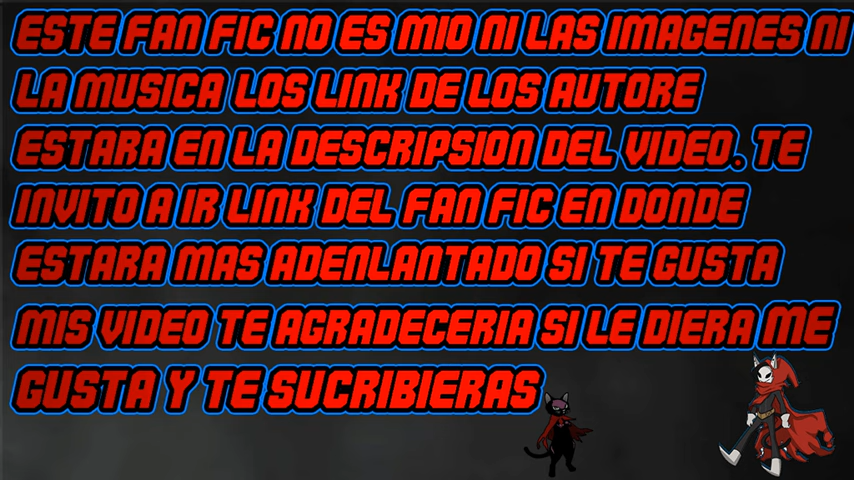 ESTE FAN FIC NO ES MIO NI LAS IMAGENES NI
LA MUSICA LOS LINK DE LOS AUTORE
ESTARA EN LA DESCRIPSION DEL VIDEO. TE
INVITO A IR LINK DEL FAN FIC EN DONDE
ESTARA MAS ADENLANTADO SI TE GUSTA
MIS VIDEO TE AGRADECERIA SI LE DIERA ME
GUSTA Y TE SUCRIBIERAS